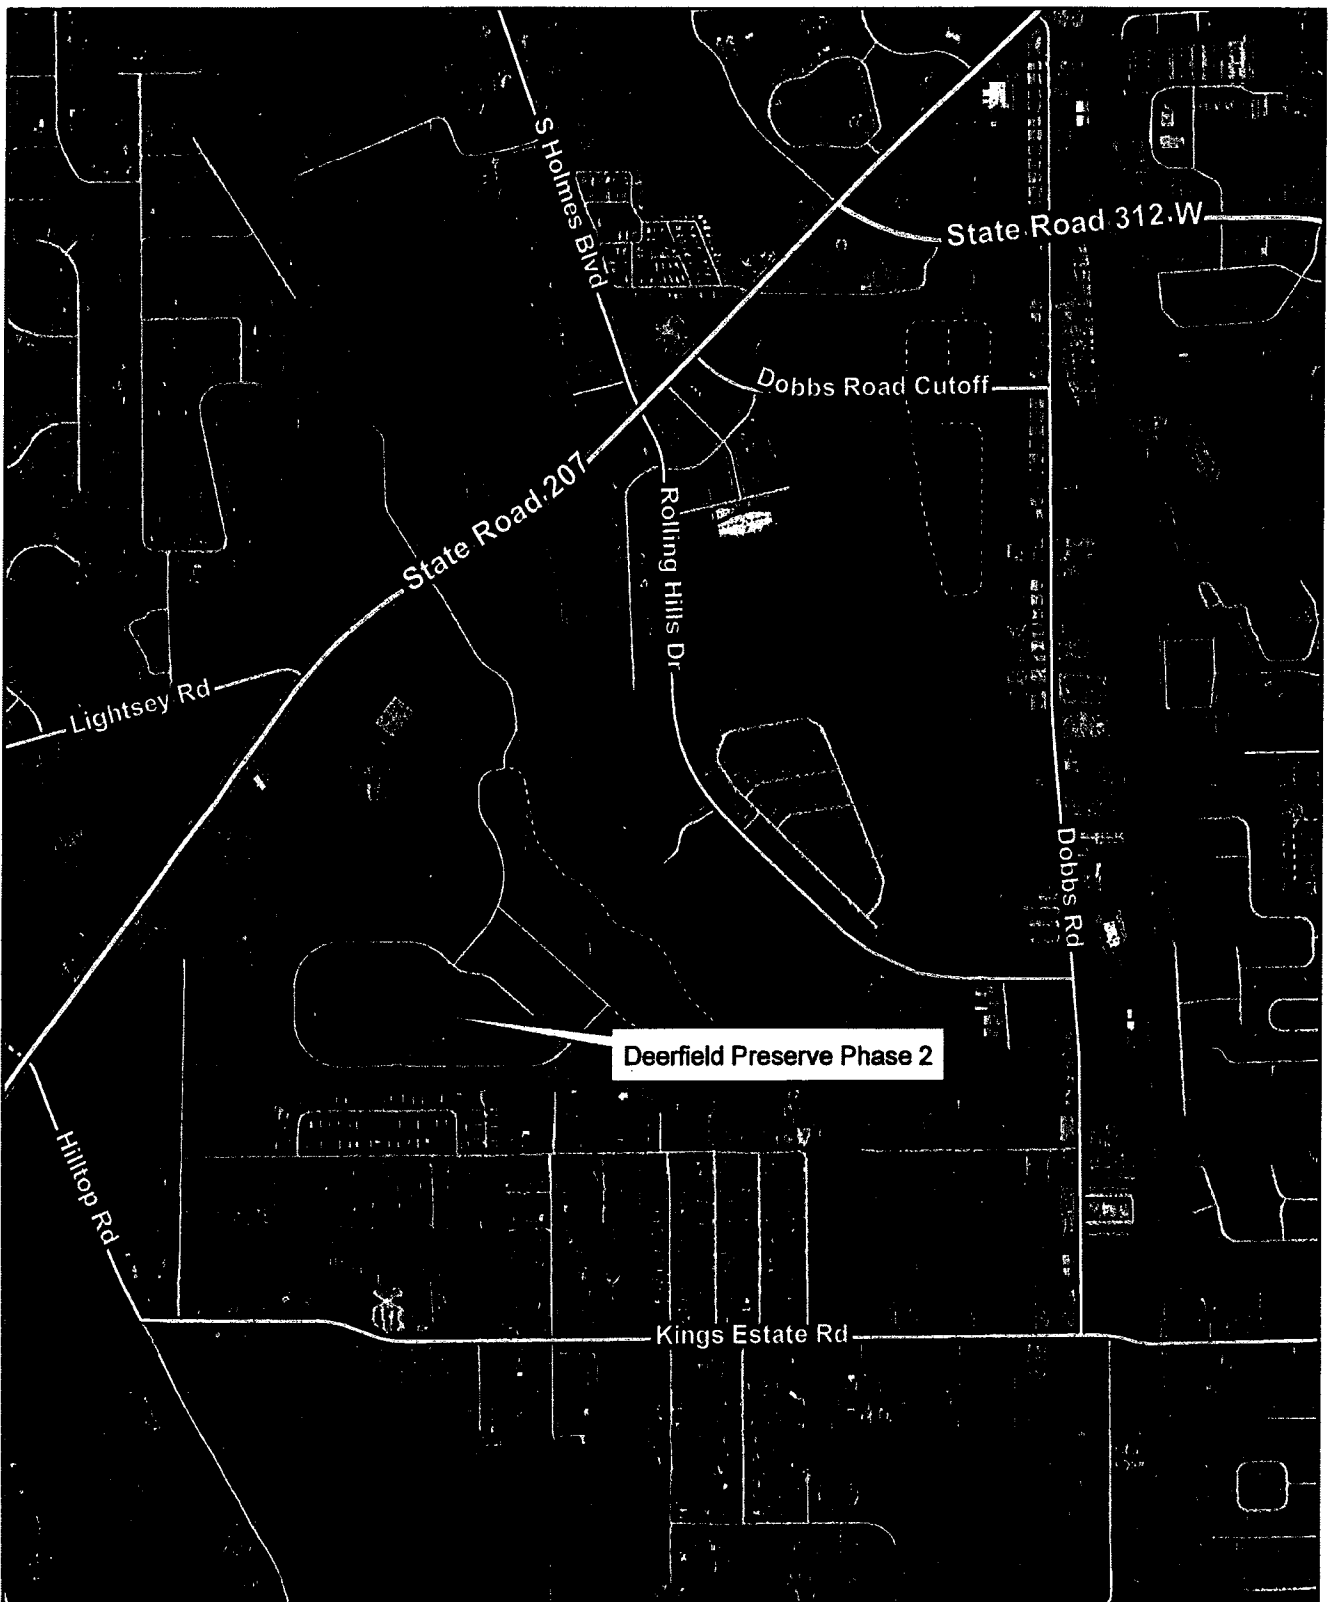 S Holmes Blvd
State Road 312 W
Dobbs Road Cutoff
State Road 207
Rolling Hills Dr
Lightsey Rd
Dobbs Rd
Deerfield Preserve Phase 2
Hilltop Rd
Kings Estate Rd